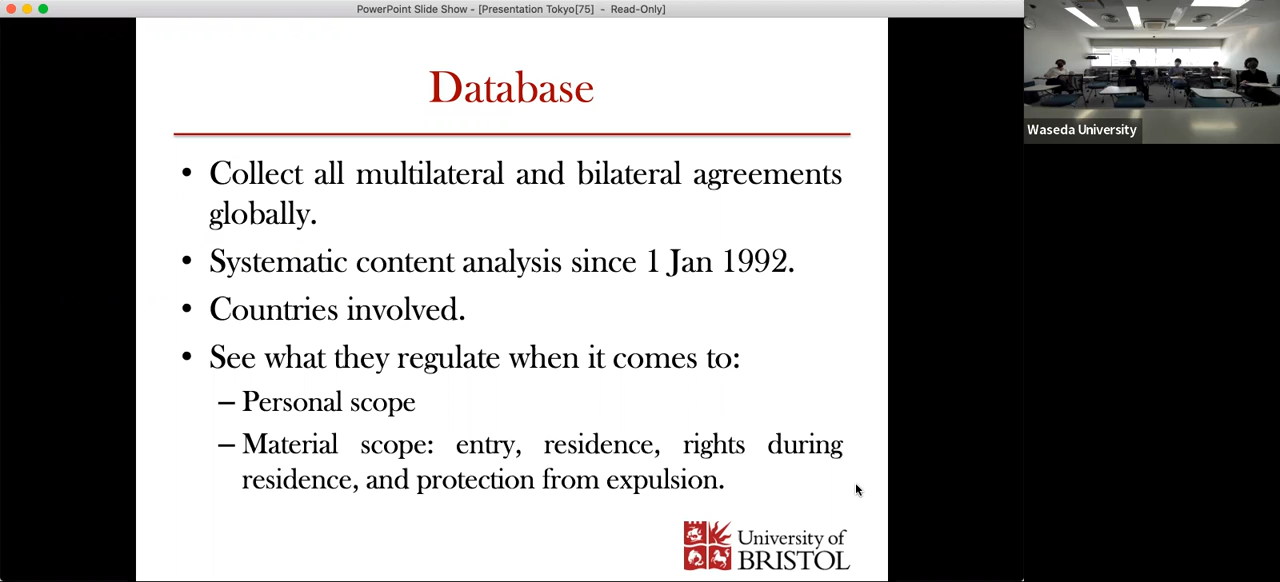 PowerPoint Slide Show - [Presentation Tokyo[75] - Read-Only]
Database
• Collect all multilateral and bilateral agreements
globally.
• Systematic content analysis since 1 Jan 1992.
• Countries involved.
• See what they regulate when it comes to:
– Personal scope
– Material scope: entry, residence, rights during
residence, and protection from expulsion.
University of
BRISTOL
Waseda University